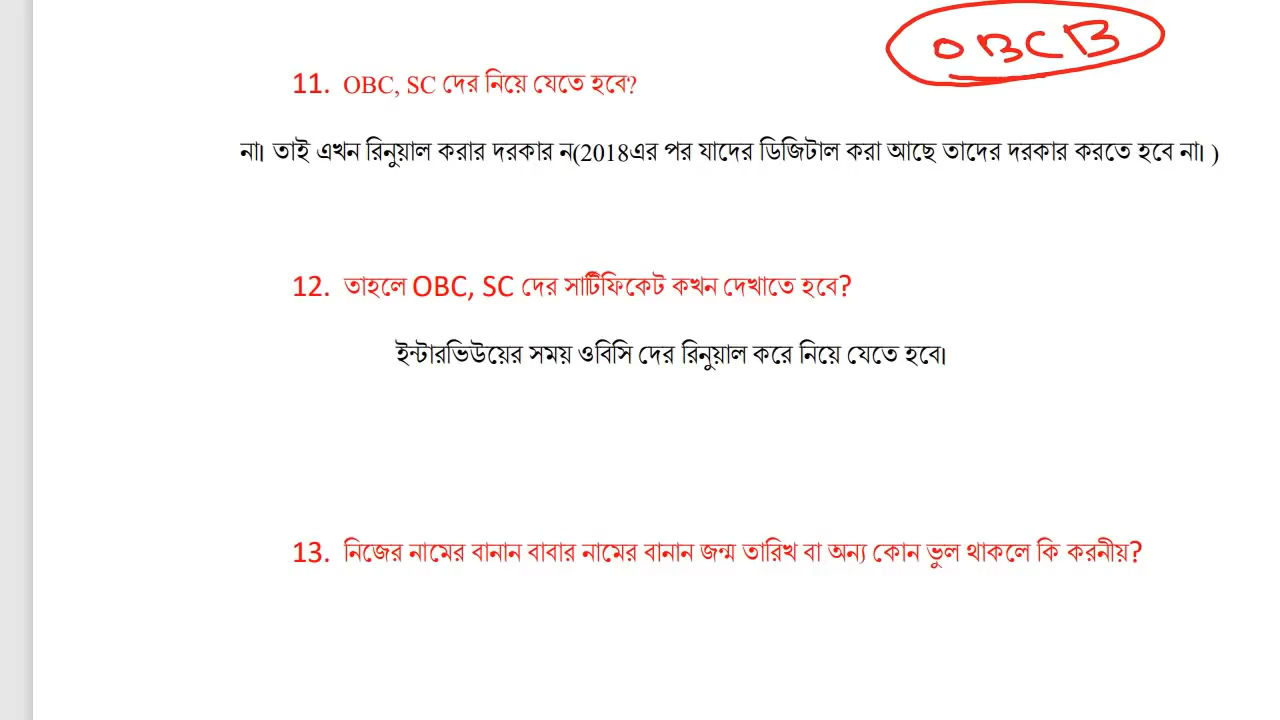 OBCB
11. OBC, SC দের নিয়ে যেতে হবে?
না। তাই এখন রিনুয়াল করার দরকার ন(2018এর পর যাদের ডিজিটাল করা আছে তাদের দরকার করতে হবে না। )
12. তাহলে OBC, SC দের সার্টিফিকেট কখন দেখাতে হবে?
ইন্টারভিউয়ের সময় ওবিসি দের রিনুয়াল করে নিয়ে যেতে হবে।
13. নিজের নামের বানান বাবার নামের বানান জন্ম তারিখ বা অন্য কোন ভুল থাকলে কি করনীয়?